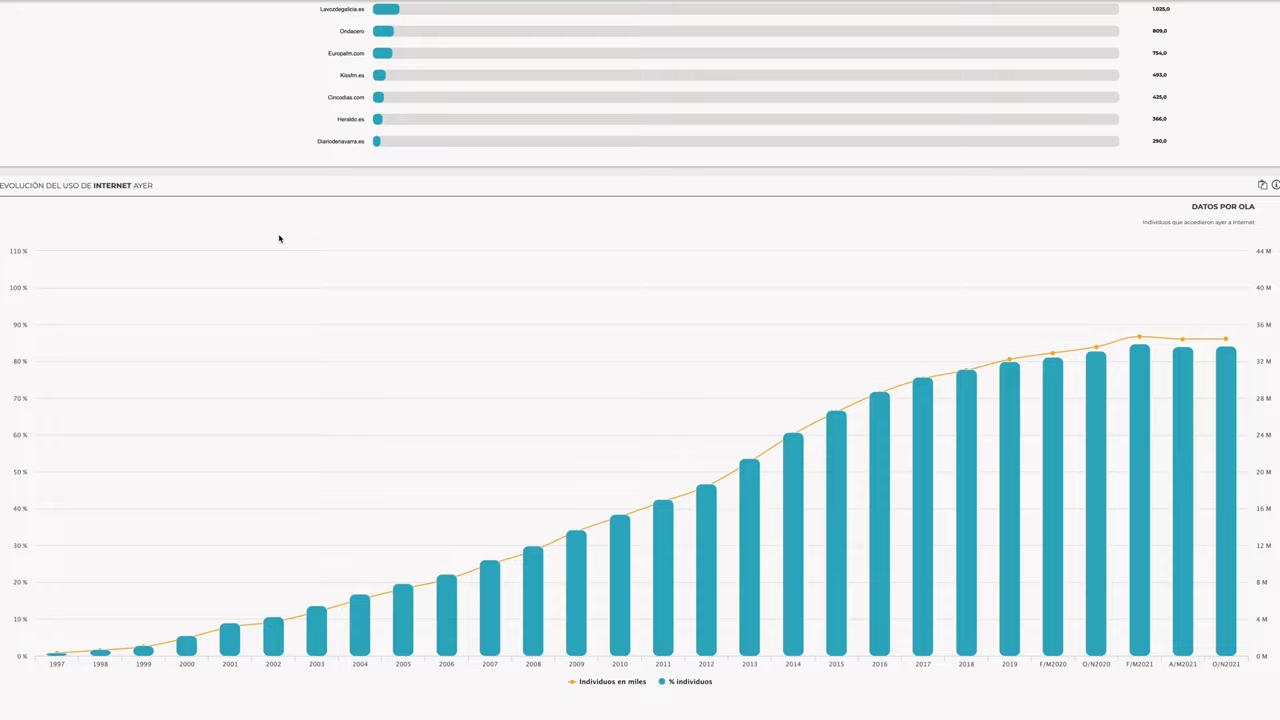 Lavozdegalicia.es 1.025,0
Ondacero 809,0
Europafm.com 754,0
Kissfm.es 493,0
Cincodias.com 425,0
Heraldo.es 366,0
Diariodenavarra.es 290,0
EVOLUCIÓN DEL USO DE INTERNET AYER
DATOS POR OLA
Individuos que accedieron ayer a Internet
110 % 44 M
100 % 40 M
90 % 36 M
80 % 32 M
70 % 28 M
60 % 24 M
50 % 20 M
40 % 16 M
30 % 12 M
20 % 8 M
10 % 4 M
0 % 0 M
1997 1998 1999 2000 2001 2002 2003 2004 2005 2006 2007 2008 2009 2010 2011 2012 2013 2014 2015 2016 2017 2018 2019 F/M2020 O/N2020 F/M2021 A/M2021 O/N2021
Individuos en miles % individuos